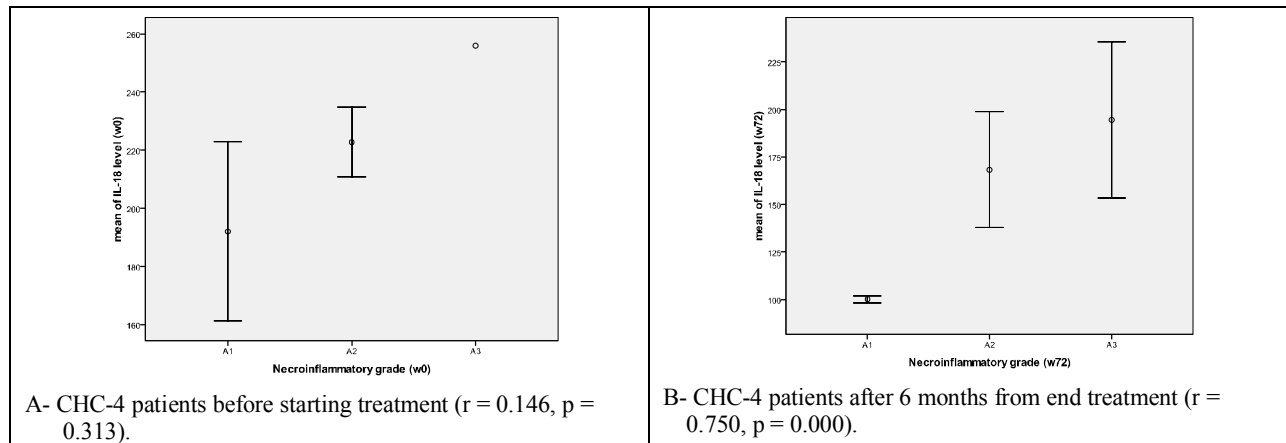 260
240
220
200
180
160
mean of IL-18 level (w0)
A1 A2 A3
Necroinflammatory grade (w0)
A- CHC-4 patients before starting treatment (r = 0.146, p =
0.313).
225
200
175
150
125
100
mean of IL-18 level (w72)
A1 A2 A3
Necroinflammatory grade (w72)
B- CHC-4 patients after 6 months from end treatment (r =
0.750, p = 0.000).